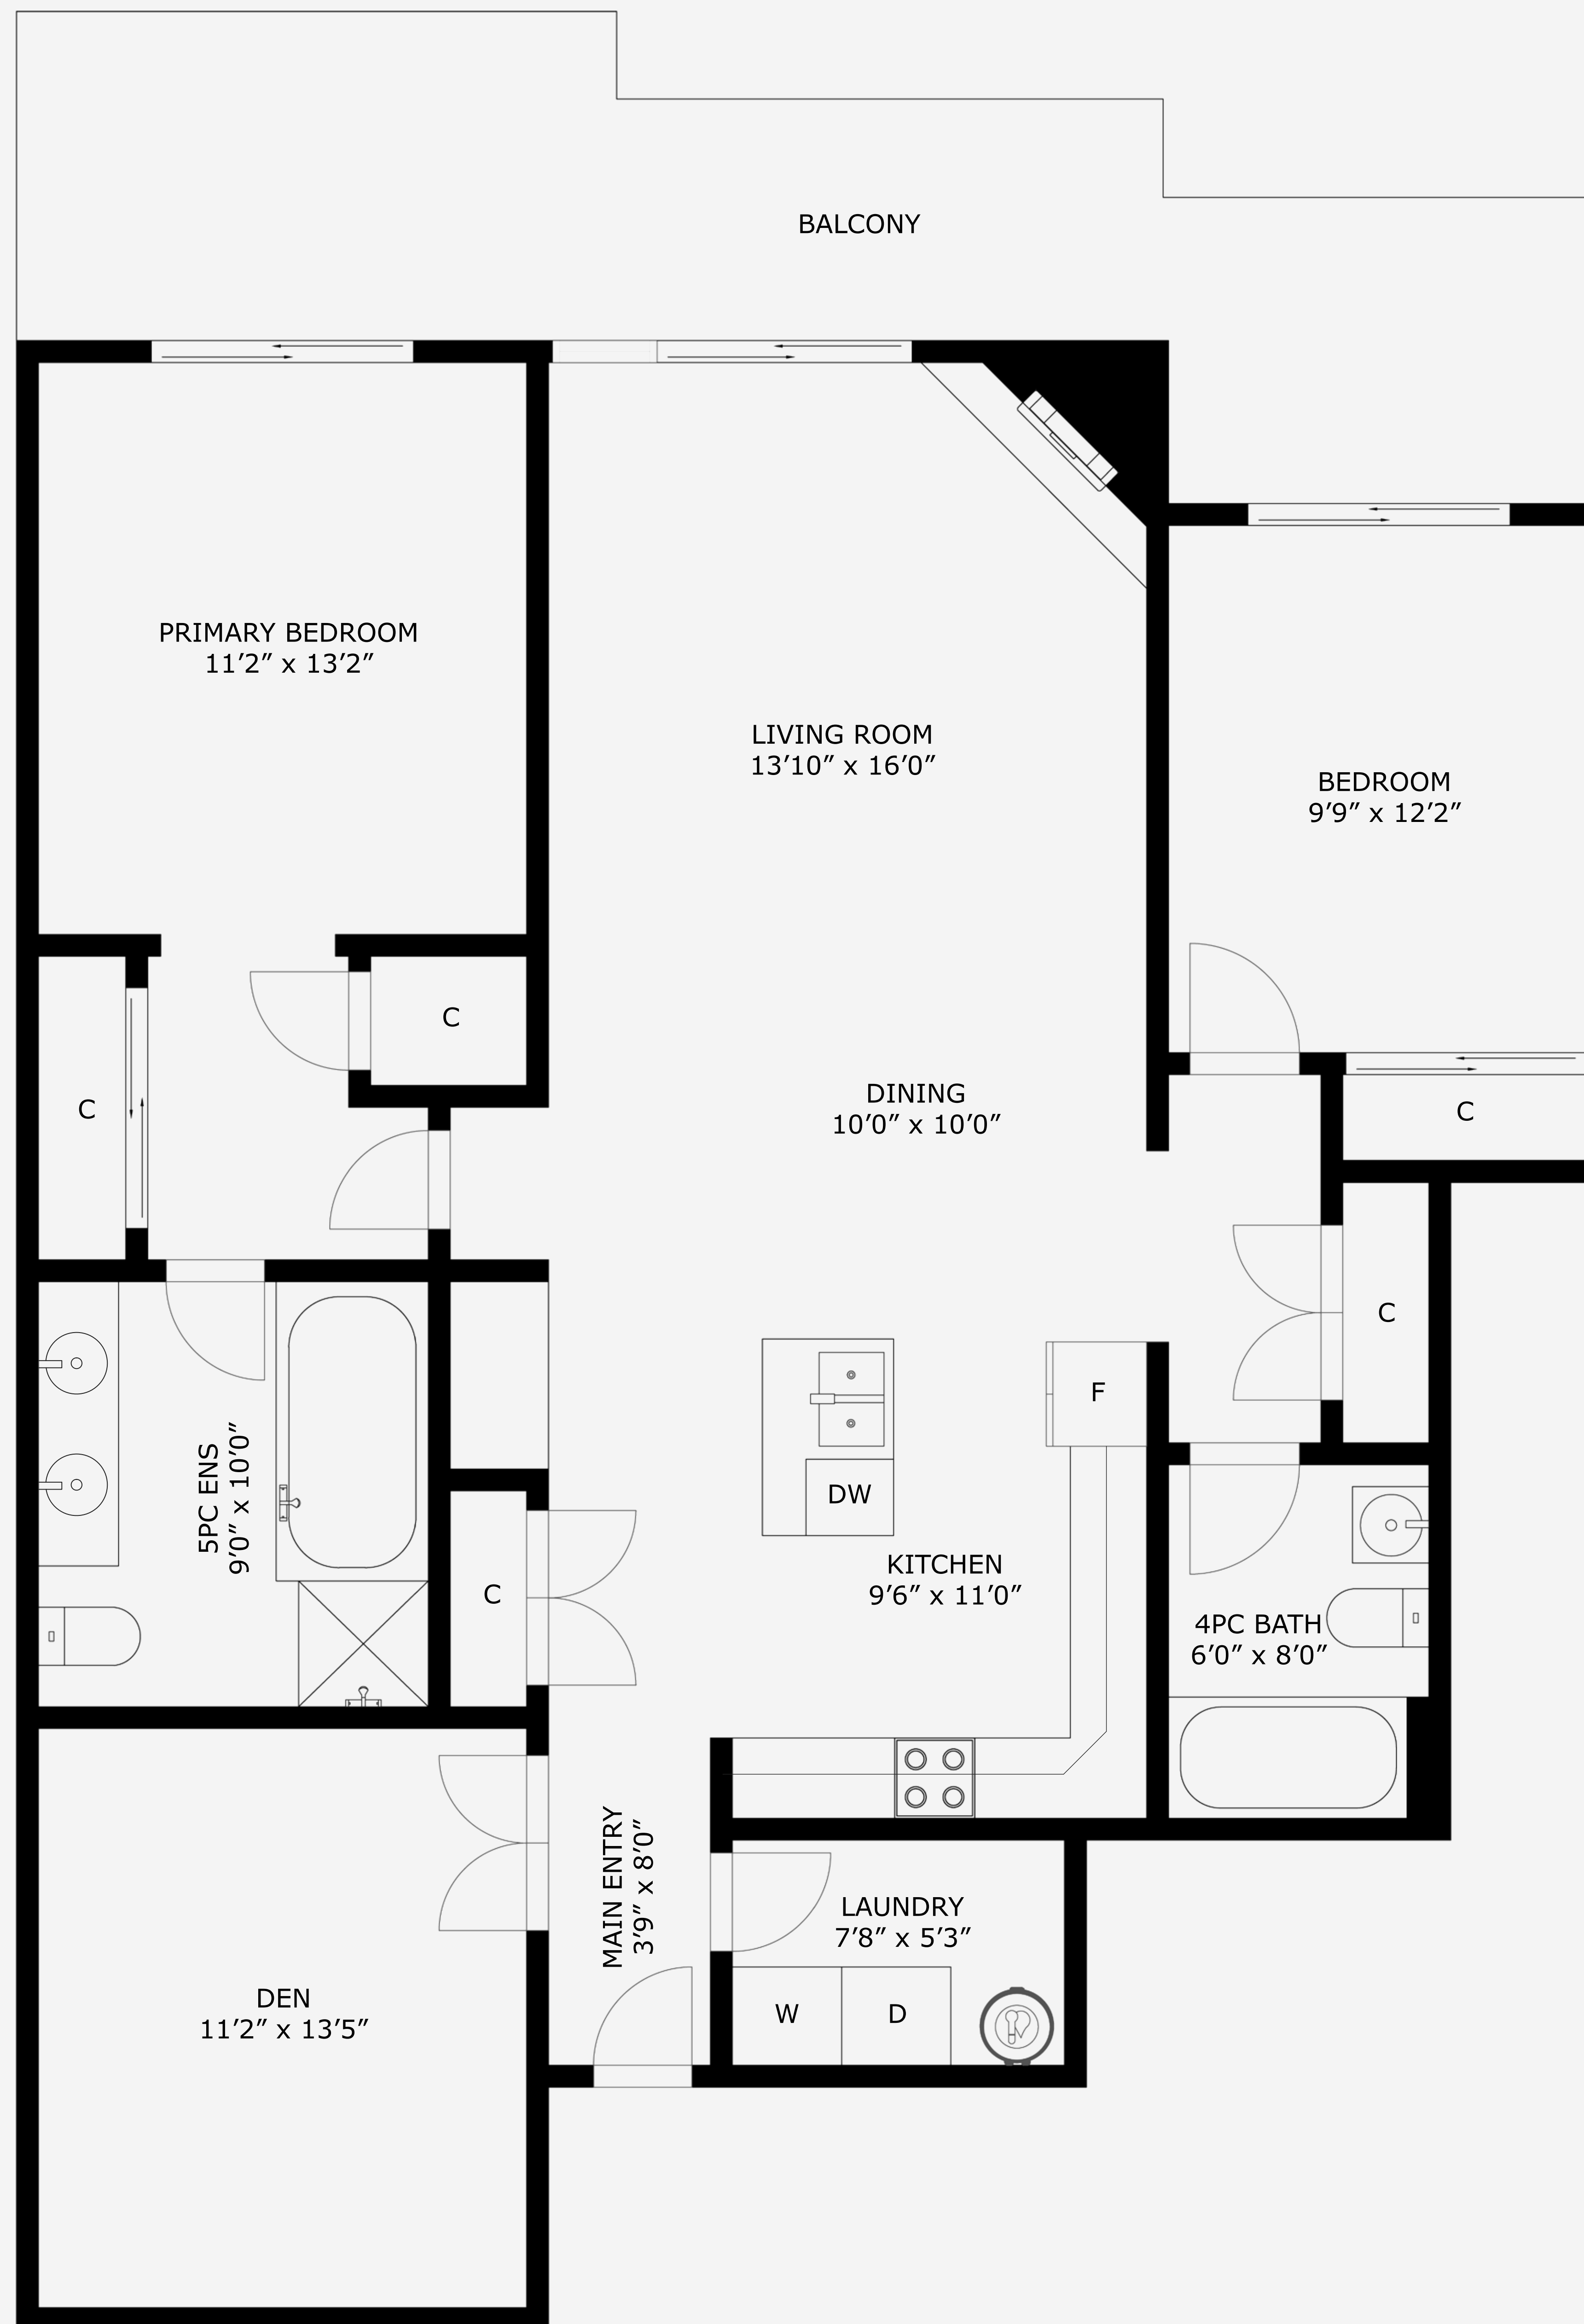 BALCONY
PRIMARY BEDROOM
11′2″ x 13′2″
LIVING ROOM
13′10″ x 16′0″
BEDROOM
9′9″ x 12′2″
C
C
DINING
10′0″ x 10′0″
C
C
F
5PC ENS
9′0″ x 10′0″
DW
KITCHEN
9′6″ x 11′0″
C
4PC BATH
6′0″ x 8′0″
MAIN ENTRY
3′9″ x 8′0″
LAUNDRY
7′8″ x 5′3″
W
D
DEN
11′2″ x 13′5″